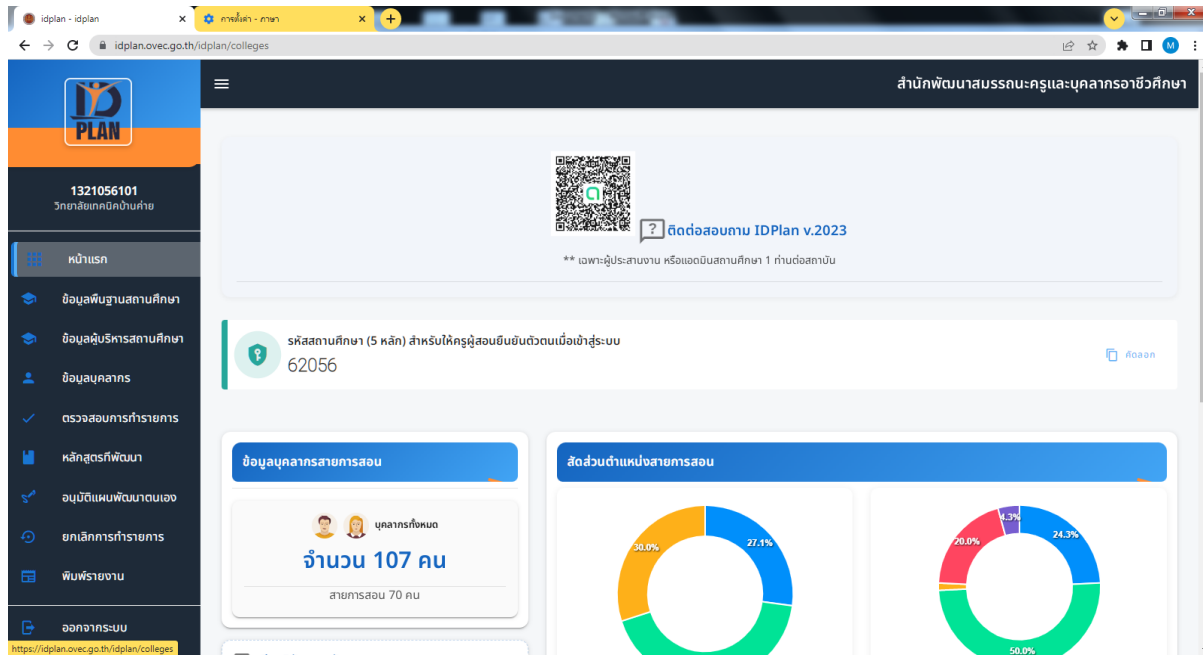 idplan - idplan
การตั้งค่า - ภาษา
idplan.ovec.go.th/idplan/colleges
M
ID
PLAN
สำนักพัฒนาสมรรถนะครูและบุคลากรอาชีวศึกษา
1321056101
วิทยาลัยเทคนิคบ้านค่าย
หน้าแรก
ข้อมูลพื้นฐานสถานศึกษา
ข้อมูลผู้บริหารสถานศึกษา
ข้อมูลบุคลากร
ตรวจสอบการทำรายการ
หลักสูตรที่พัฒนา
อนุมัติแผนพัฒนาตนเอง
ยกเลิกการทำรายการ
พิมพ์รายงาน
ออกจากระบบ
https://idplan.ovec.go.th/idplan/colleges
ติดต่อสอบถาม IDPlan v.2023
** เฉพาะผู้ประสานงาน หรือแอดมินสถานศึกษา 1 ท่านต่อสถาบัน
รหัสสถานศึกษา (5 หลัก) สำหรับให้ครูผู้สอนยืนยันตัวตนเมื่อเข้าสู่ระบบ
62056
คัดลอก
ข้อมูลบุคลากรสายการสอน
บุคลากรทั้งหมด
จำนวน 107 คน
สายการสอน 70 คน
สัดส่วนตำแหน่งสายการสอน
30.0%
27.1%
4.3%
20.0%
24.3%
50.0%